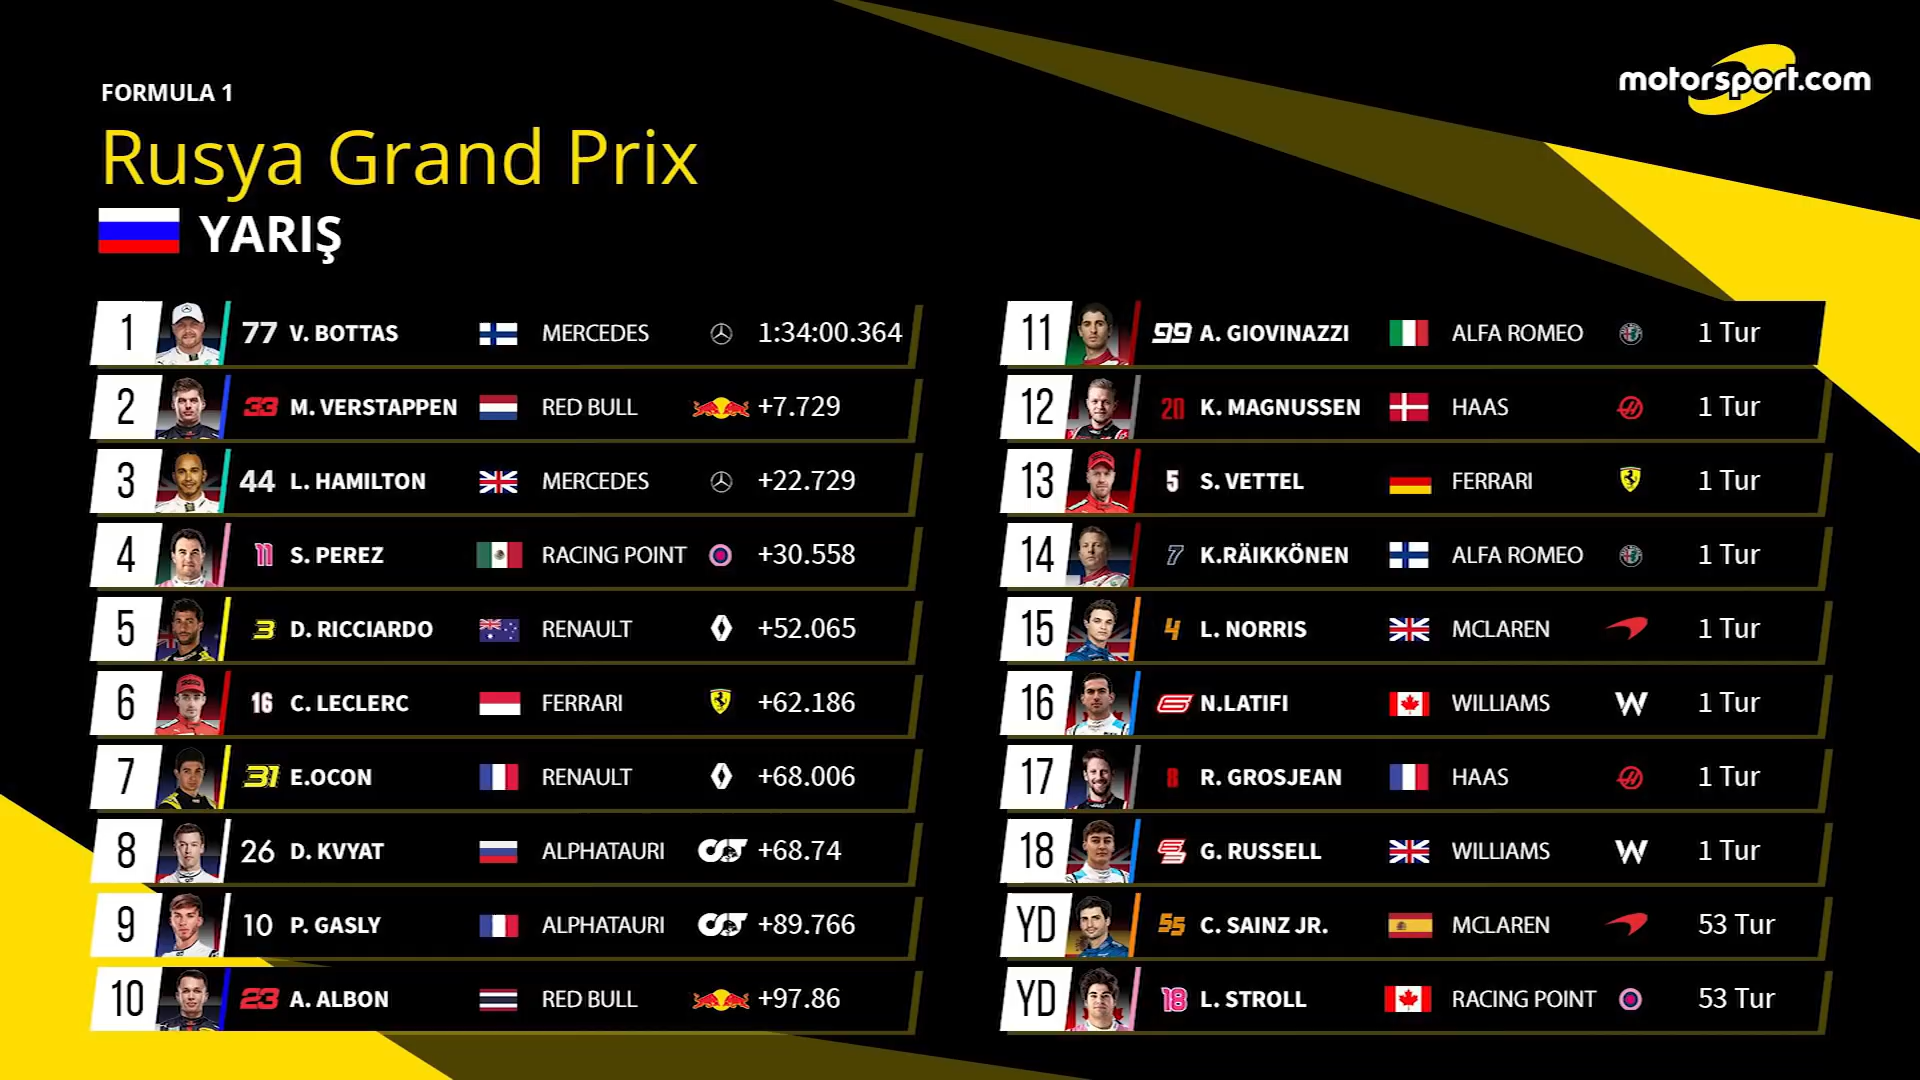 FORMULA 1
motorsport.com
Rusya Grand Prix
YARIŞ
1 77 V. BOTTAS MERCEDES 1:34:00.364
2 33 M. VERSTAPPEN RED BULL +7.729
3 44 L. HAMILTON MERCEDES +22.729
4 11 S. PEREZ RACING POINT +30.558
5 3 D. RICCIARDO RENAULT +52.065
6 16 C. LECLERC FERRARI +62.186
7 31 E.OCON RENAULT +68.006
8 26 D. KVYAT ALPHATAURI +68.74
9 10 P. GASLY ALPHATAURI +89.766
10 23 A. ALBON RED BULL +97.86
11 99 A. GIOVINAZZI ALFA ROMEO 1 Tur
12 20 K. MAGNUSSEN HAAS 1 Tur
13 5 S. VETTEL FERRARI 1 Tur
14 7 K.RÄIKKÖNEN ALFA ROMEO 1 Tur
15 4 L. NORRIS MCLAREN 1 Tur
16 6 N.LATIFI WILLIAMS 1 Tur
17 8 R. GROSJEAN HAAS 1 Tur
18 63 G. RUSSELL WILLIAMS 1 Tur
YD 55 C. SAINZ JR. MCLAREN 53 Tur
YD 18 L. STROLL RACING POINT 53 Tur